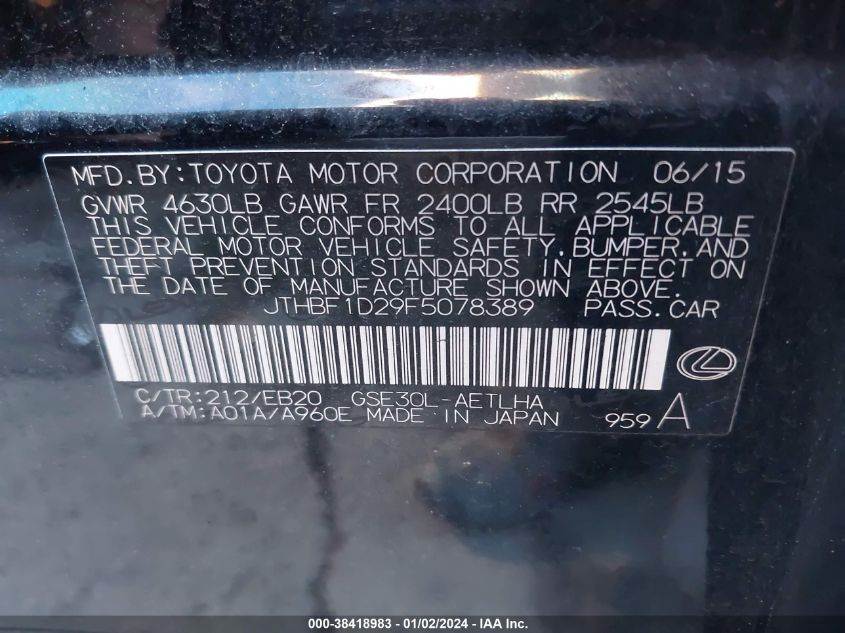 MFD.BY:TOYOTA MOTOR CORPORATION 06/15
GVWR 4630LB GAWR FR 2400LB RR 2545LB
THIS VEHICLE CONFORMS TO ALL APPLICABLE
FEDERAL MOTOR VEHICLE SAFETY,BUMPER,AND
THEFT PREVENTION STANDARDS IN EFFECT ON
THE DATE OF MANUFACTURE SHOWN ABOVE.
JTHBF1D29F5078389 PASS.CAR
C/TR:212/EB20 GSE30L-AETLHA
A/TM:A01A/A960E MADE IN JAPAN 959A
000-38418983 - 01/02/2024 - IAA Inc.